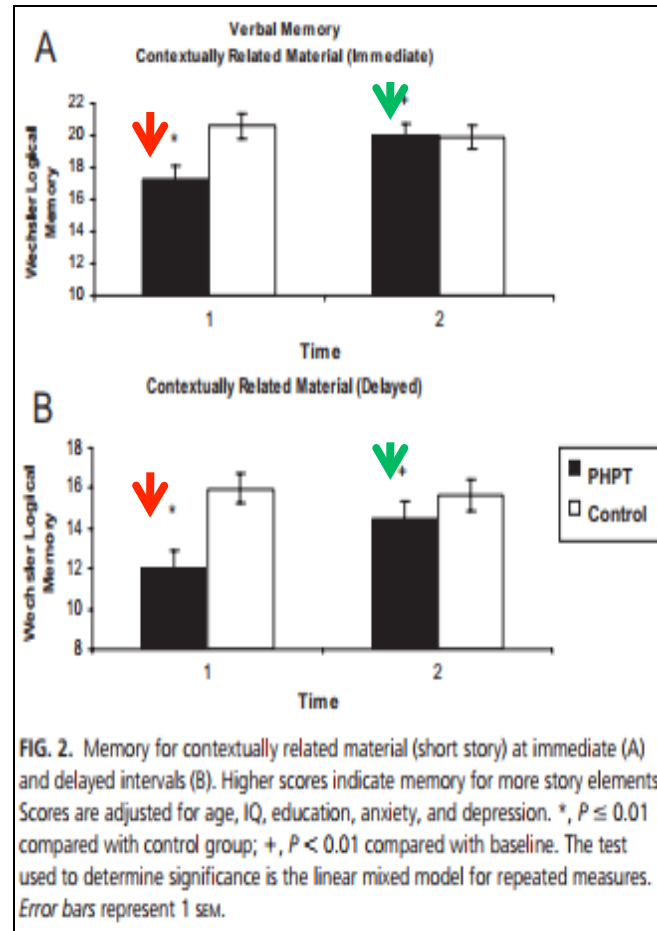 A
Verbal Memory
Contextually Related Material (Immediate)
Wechsler Logical
Memory
22
20
18
16
14
12
10
*
+
1
2
Time
B
Contextually Related Material (Delayed)
Wechsler Logical
Memory
18
16
14
12
10
8
*
+
1
2
Time
PHPT
Control
FIG. 2. Memory for contextually related material (short story) at immediate (A)
and delayed intervals (B). Higher scores indicate memory for more story elements
Scores are adjusted for age, IQ, education, anxiety, and depression. *, P ≤ 0.01
compared with control group; +, P < 0.01 compared with baseline. The test
used to determine significance is the linear mixed model for repeated measures.
Error bars represent 1 SEM.